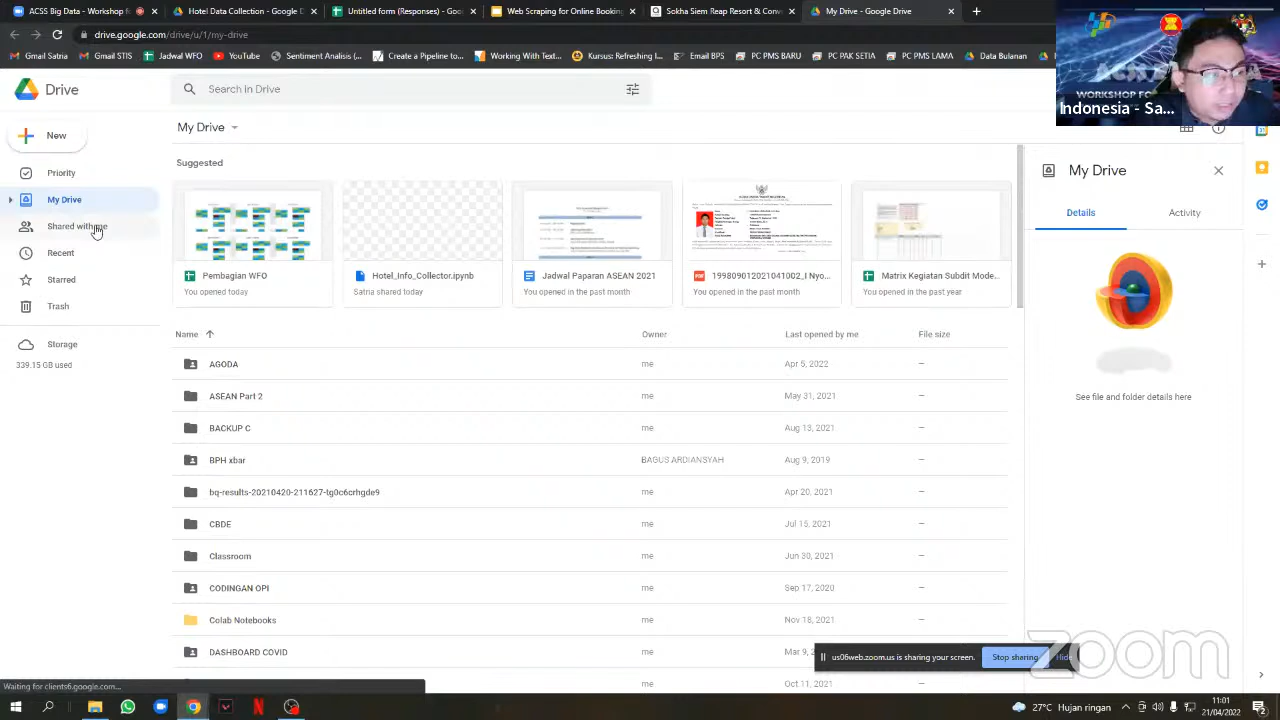 ACSS Big Data - Google D
Hotel Data Collection - Google D
Untitled form (Responses) - G
Web Scraping for Online Bas
Sokha Siem Reap Resort & Con
My Drive - Google Drive
drive.google.com/drive/u/1/my-drive
Gmail Satria
Gmail STIS
Jadwal WFO
YouTube
Sentiment Analysis (
Create a Pipeline wi
Working With Text
Kursus: Refreshing K
Email BPS
PC PMS BARU
PC PAK SETIA
PC PMS LAMA
Data Bulanan
WORKSHOP FO
Indonesia - Sa...
Drive
Search in Drive
New
Priority
My Drive
Recent
Starred
Trash
Storage
339.15 GB used
My Drive
Suggested
Pembagian WFO
You opened today
Hotel_Info_Collector.ipynb
Satria shared today
Jadwal Paparan ASEAN 2021
You opened in the past month
199809012021041002_I Nyo...
You opened in the past month
Matrix Kegiatan Subdit Mode...
You opened in the past year
Name
Owner
Last opened by me
File size
AGODA
me
Apr 5, 2022
–
ASEAN Part 2
me
May 31, 2021
–
BACKUP C
me
Aug 13, 2021
–
BPH xbar
BAGUS ARDIANSYAH
Aug 9, 2019
–
bq-results-20210420-211627-tg0c6crhgde9
me
Apr 20, 2021
–
CBDE
me
Jul 15, 2021
–
Classroom
me
Jun 30, 2021
–
CODINGAN OPI
me
Sep 17, 2020
–
Colab Notebooks
me
Nov 18, 2021
–
DASHBOARD COVID
me
Mar 9,
me
Oct 11, 2021
My Drive
Details
Activity
See file and folder details here
us06web.zoom.us is sharing your screen.
Stop sharing
Hide
zoom
Waiting for clients6.google.com...
27°C Hujan ringan
11:01
21/04/2022